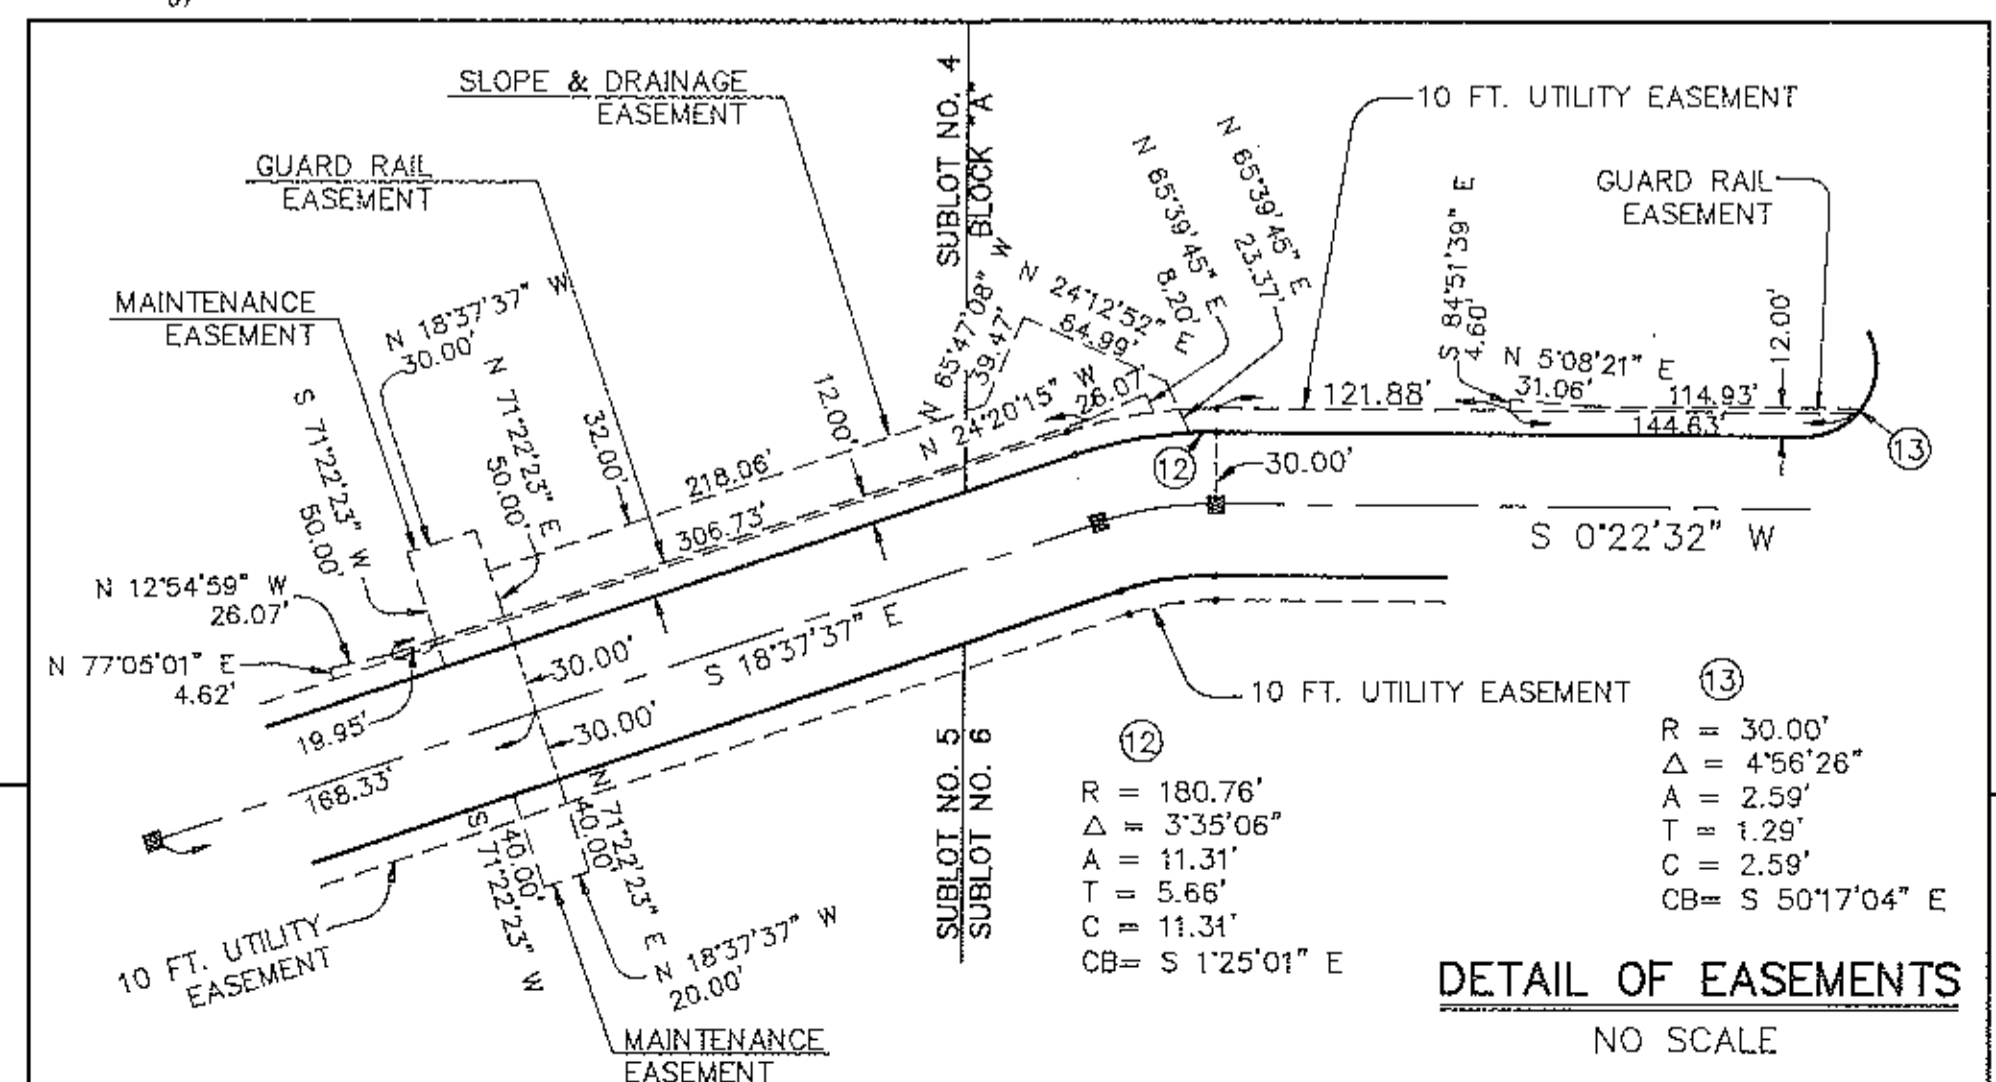 SLOPE & DRAINAGE
EASEMENT
GUARD RAIL
EASEMENT
MAINTENANCE
EASEMENT
N 18°37'37" W
30.00'
S 71°22'23" W
50.00'
N 71°22'23" E
50.00'
32.00'
218.06'
12.00'
306.73'
N 12°54'59" W
26.07'
N 77°05'01" E
4.62'
19.95'
168.33'
30.00'
30.00'
S 18°37'37" E
SUBLOT NO. 4
BLOCK "A"
N 65°47'08" W
39.47'
N 24°12'52" E
64.99'
N 24°20'15" W
26.07'
N 65°39'45" E
8.20'
N 65°39'45" E
23.37'
10 FT. UTILITY EASEMENT
GUARD RAIL
EASEMENT
S 84°51'39" E
4.60'
N 5°08'21" E
31.06'
12.00'
121.88'
114.93'
144.63'
12
13
30.00'
S 0°22'32" W
10 FT. UTILITY EASEMENT
SUBLOT NO. 5
SUBLOT NO. 6
10 FT. UTILITY
EASEMENT
S 71°22'23" W
40.00'
N 71°22'23" E
40.00'
N 18°37'37" W
20.00'
MAINTENANCE
EASEMENT
12
R = 180.76'
Δ = 3°35'06"
A = 11.31'
T = 5.66'
C = 11.31'
CB= S 1°25'01" E
13
R = 30.00'
Δ = 4°56'26"
A = 2.59'
T = 1.29'
C = 2.59'
CB= S 50°17'04" E
DETAIL OF EASEMENTS
NO SCALE